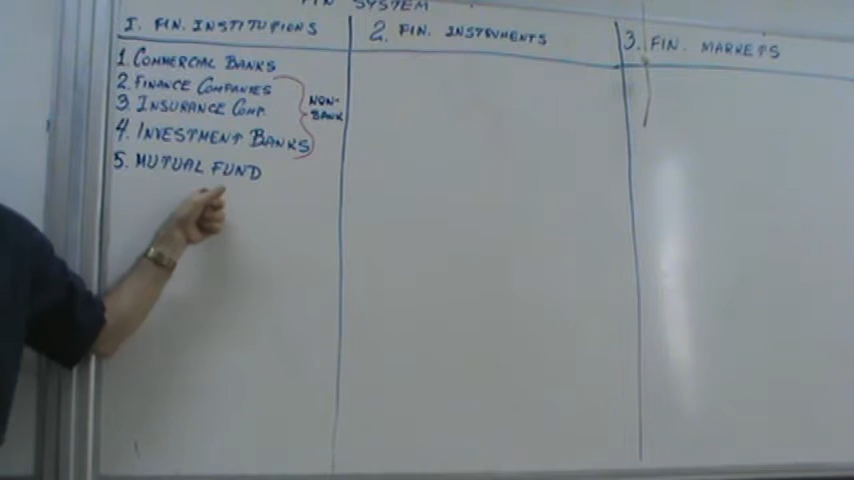 FIN SYSTEM
I. FIN. INSTITUTIONS
1. COMMERCIAL BANKS
2. FINANCE COMPANIES
3. INSURANCE COMP.
4. INVESTMENT BANKS
5. MUTUAL FUND
NON-
BANK
2. FIN. INSTRUMENTS
3. FIN. MARKETS